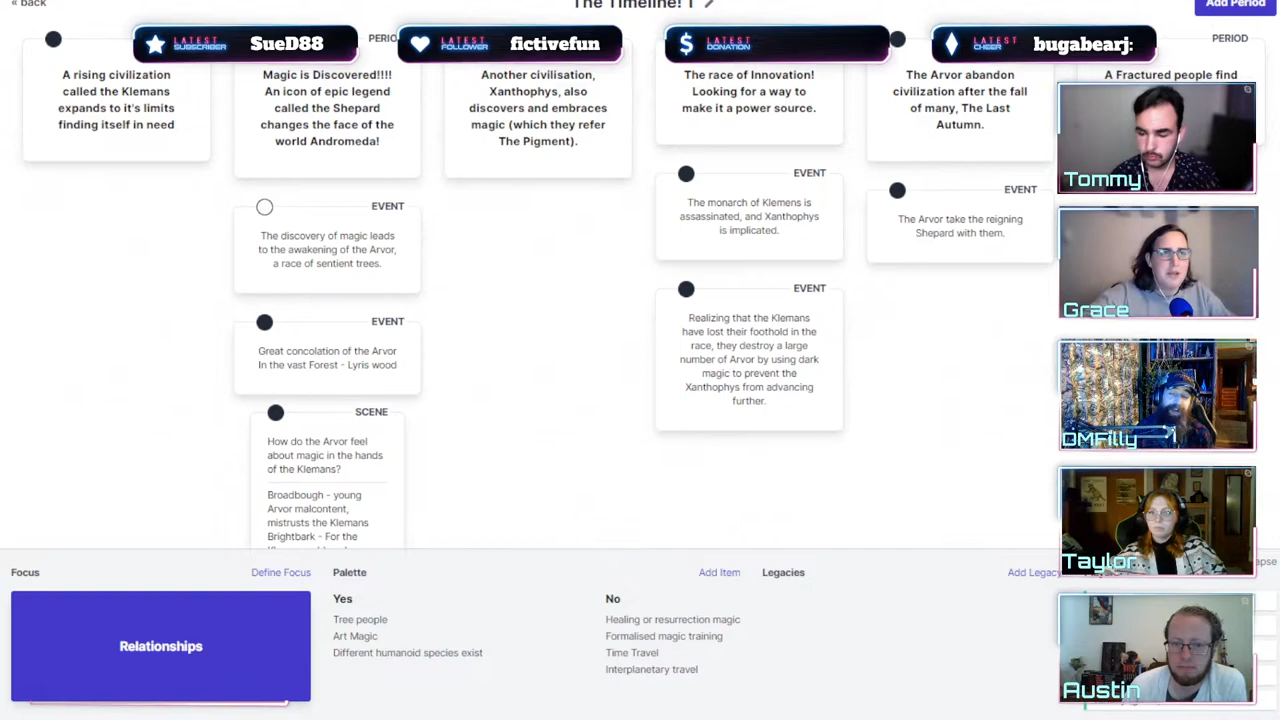 « back
The Timeline! 1
Add Period
LATEST SUBSCRIBER
SueD88
LATEST FOLLOWER
fictivefun
LATEST DONATION
LATEST CHEER
bugabearj:
PERIOD
A rising civilization
called the Klemans
expands to it's limits
finding itself in need
Magic is Discovered!!!!
An icon of epic legend
called the Shepard
changes the face of the
world Andromeda!
Another civilisation,
Xanthophys, also
discovers and embraces
magic (which they refer
The Pigment).
The race of Innovation!
Looking for a way to
make it a power source.
The Arvor abandon
civilization after the fall
of many, The Last
Autumn.
PERIOD
A Fractured people find
EVENT
The discovery of magic leads
to the awakening of the Arvor,
a race of sentient trees.
EVENT
Great concolation of the Arvor
In the vast Forest - Lyris wood
SCENE
How do the Arvor feel
about magic in the hands
of the Klemans?
Broadbough - young
Arvor malcontent,
mistrusts the Klemans
Brightbark - For the
EVENT
The monarch of Klemens is
assassinated, and Xanthophys
is implicated.
EVENT
Realizing that the Klemans
have lost their foothold in the
race, they destroy a large
number of Arvor by using dark
magic to prevent the
Xanthophys from advancing
further.
EVENT
The Arvor take the reigning
Shepard with them.
Tommy
Grace
DMFilly
Taylor
Austin
Focus
Define Focus
Relationships
Palette
Add Item
Yes
Tree people
Art Magic
Different humanoid species exist
No
Healing or resurrection magic
Formalised magic training
Time Travel
Interplanetary travel
Legacies
Add Legacy